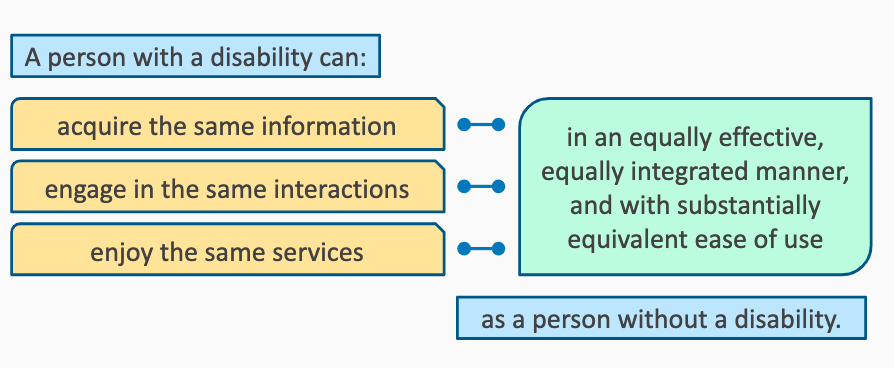 A person with a disability can:
acquire the same information
engage in the same interactions
enjoy the same services
in an equally effective,
equally integrated manner,
and with substantially
equivalent ease of use
as a person without a disability.